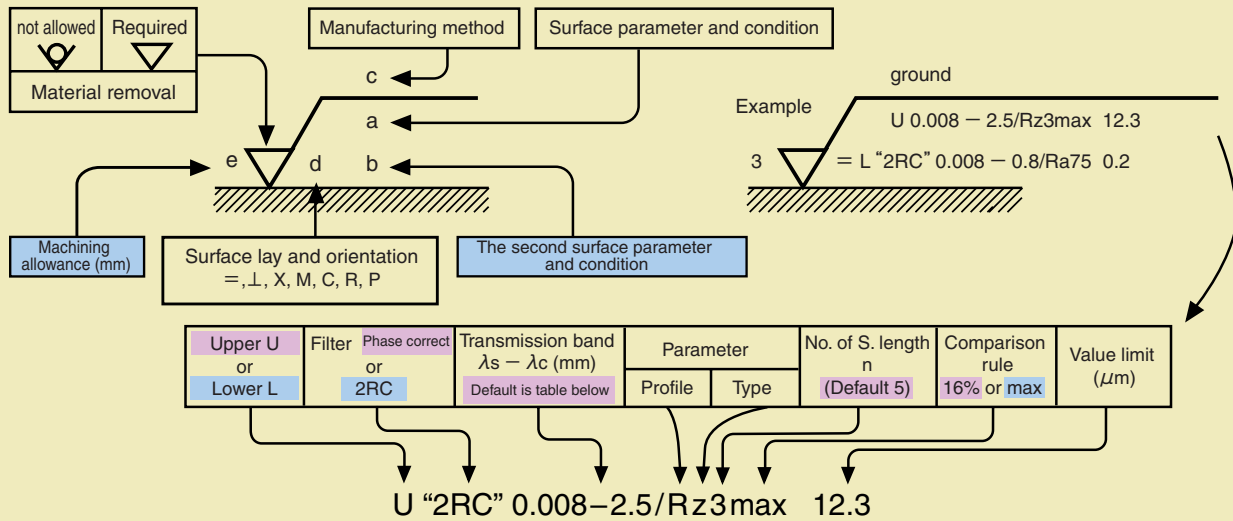 not allowed
Required
Material removal
Manufacturing method
Surface parameter and condition
c
a
e
d
b
Machining
allowance (mm)
Surface lay and orientation
=,⊥, X, M, C, R, P
The second surface parameter
and condition
ground
Example
U 0.008 − 2.5/Rz3max 12.3
3
= L “2RC” 0.008 − 0.8/Ra75 0.2
Upper U
or
Lower L
Filter
Phase correct
or
2RC
Transmission band
λs − λc (mm)
Default is table below
Parameter
Profile
Type
No. of S. length
n
(Default 5)
Comparison
rule
16% or max
Value limit
(μm)
U “2RC” 0.008−2.5/Rz3max 12.3